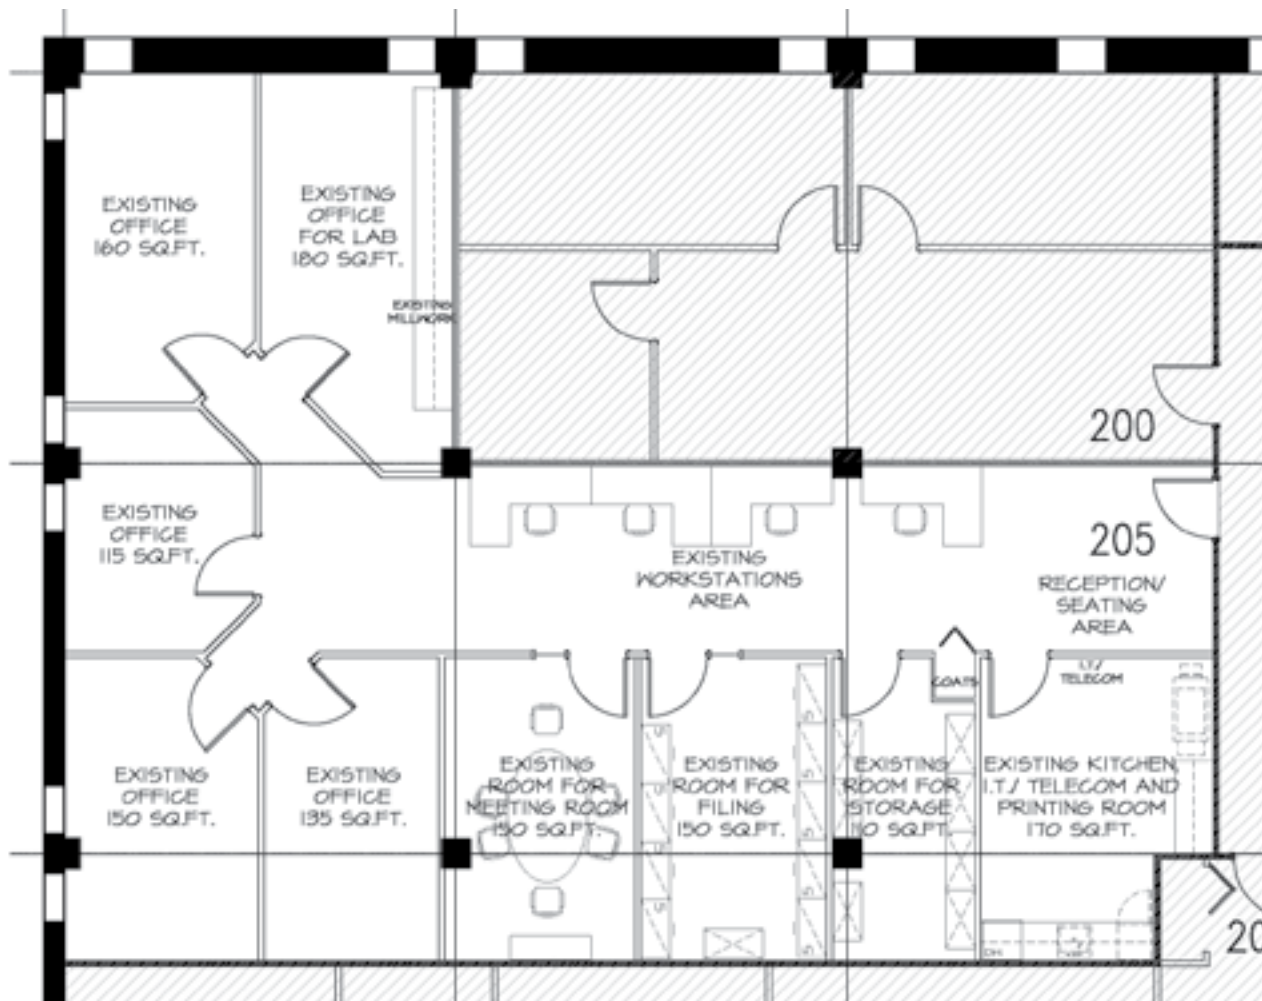 EXISTING
OFFICE
160 SQ.FT.
EXISTING
OFFICE
FOR LAB
180 SQ.FT.
EXISTING
MILLWORK
200
EXISTING
OFFICE
115 SQ.FT.
EXISTING
WORKSTATIONS
AREA
205
RECEPTION/
SEATING
AREA
I.T./
TELECOM
COATS
EXISTING
OFFICE
150 SQ.FT.
EXISTING
OFFICE
135 SQ.FT.
EXISTING
ROOM FOR
MEETING ROOM
150 SQ.FT.
EXISTING
ROOM FOR
FILING
150 SQ.FT.
EXISTING
ROOM FOR
STORAGE
110 SQ.FT.
EXISTING KITCHEN,
I.T./ TELECOM AND
PRINTING ROOM
170 SQ.FT.
20